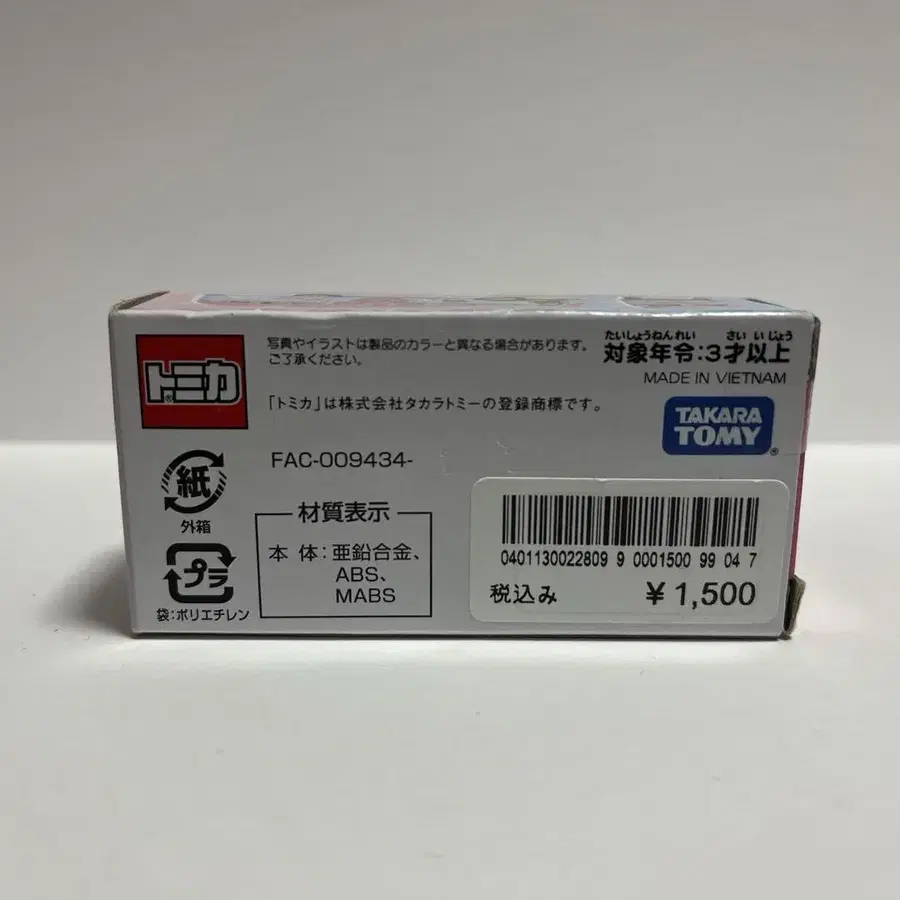 トミカ®
写真やイラストは製品のカラーと異なる場合があります。
ご了承ください。
「トミカ」は株式会社タカラトミーの登録商標です。
たいしょうねんれい さい いじょう
対象年令:3才以上
MADE IN VIETNAM
TAKARA
TOMY®
FAC-009434-
紙
外箱
プラ
袋:ポリエチレン
材質表示
本 体:亜鉛合金、
ABS、
MABS
0401130022809 9 0001500 99 04 7
税込み ¥1,500